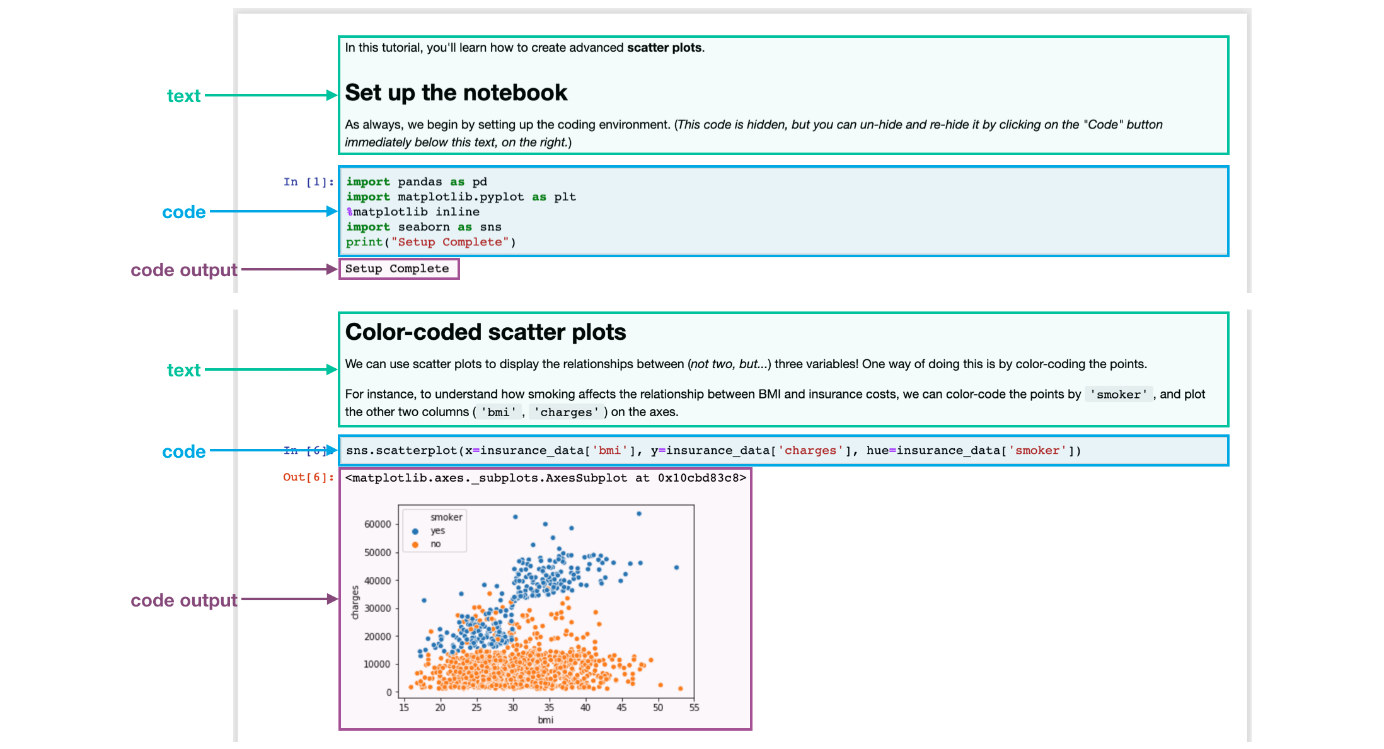 In this tutorial, you'll learn how to create advanced scatter plots.
text
Set up the notebook
As always, we begin by setting up the coding environment. (This code is hidden, but you can un-hide and re-hide it by clicking on the "Code" button
immediately below this text, on the right.)
In [1]:
import pandas as pd
import matplotlib.pyplot as plt
code
%matplotlib inline
import seaborn as sns
print("Setup Complete")
code output
Setup Complete
Color-coded scatter plots
text
We can use scatter plots to display the relationships between (not two, but...) three variables! One way of doing this is by color-coding the points.
For instance, to understand how smoking affects the relationship between BMI and insurance costs, we can color-code the points by 'smoker', and plot
the other two columns ('bmi', 'charges') on the axes.
code
In [6]:
sns.scatterplot(x=insurance_data['bmi'], y=insurance_data['charges'], hue=insurance_data['smoker'])
Out[6]:
<matplotlib.axes._subplots.AxesSubplot at 0x10cbd83c8>
code output
smoker
yes
no
charges
60000
50000
40000
30000
20000
10000
0
15 20 25 30 35 40 45 50 55
bmi